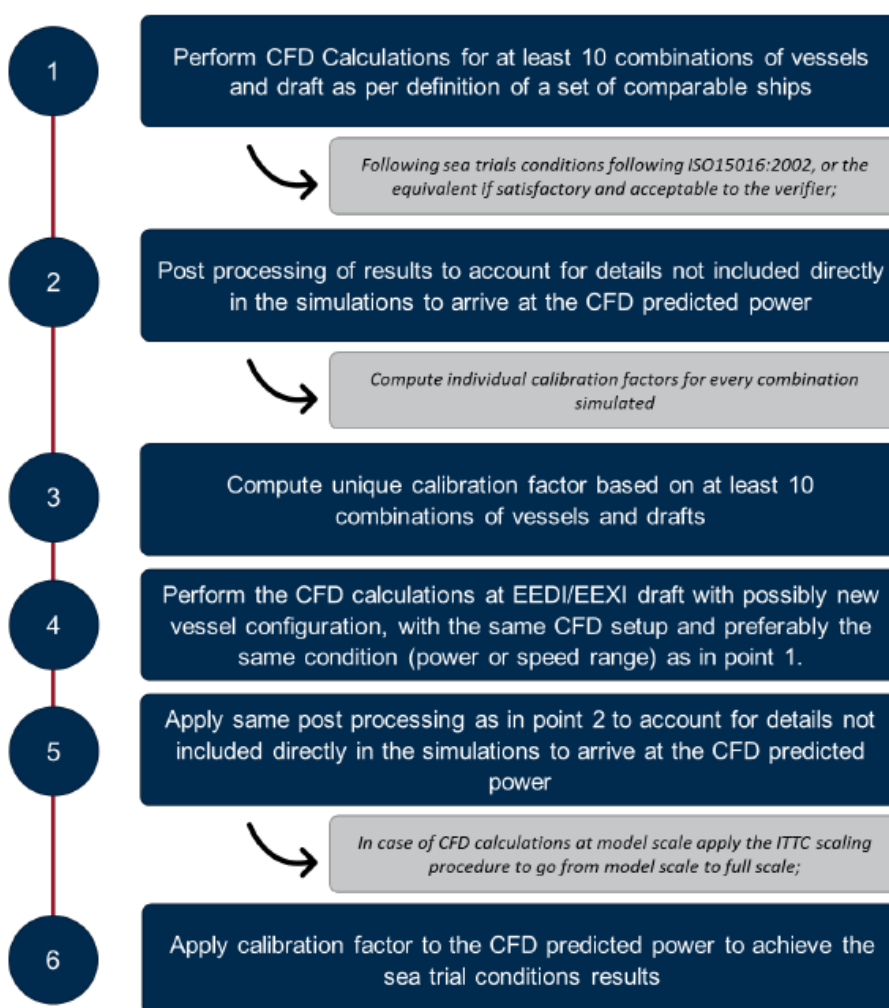 1
Perform CFD Calculations for at least 10 combinations of vessels
and draft as per definition of a set of comparable ships
Following sea trials conditions following ISO15016:2002, or the
equivalent if satisfactory and acceptable to the verifier;
2
Post processing of results to account for details not included directly
in the simulations to arrive at the CFD predicted power
Compute individual calibration factors for every combination
simulated
3
Compute unique calibration factor based on at least 10
combinations of vessels and drafts
4
Perform the CFD calculations at EEDI/EEXI draft with possibly new
vessel configuration, with the same CFD setup and preferably the
same condition (power or speed range) as in point 1.
5
Apply same post processing as in point 2 to account for details not
included directly in the simulations to arrive at the CFD predicted
power
In case of CFD calculations at model scale apply the ITTC scaling
procedure to go from model scale to full scale;
6
Apply calibration factor to the CFD predicted power to achieve the
sea trial conditions results